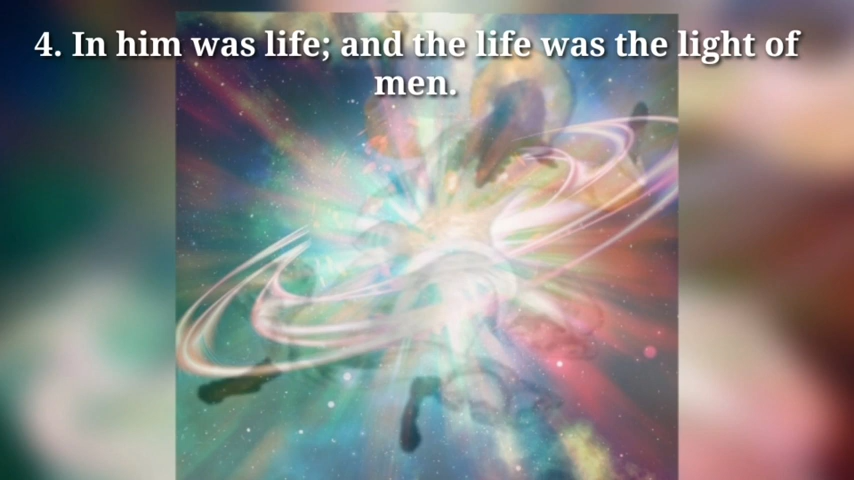 4. In him was life; and the life was the light of
men.